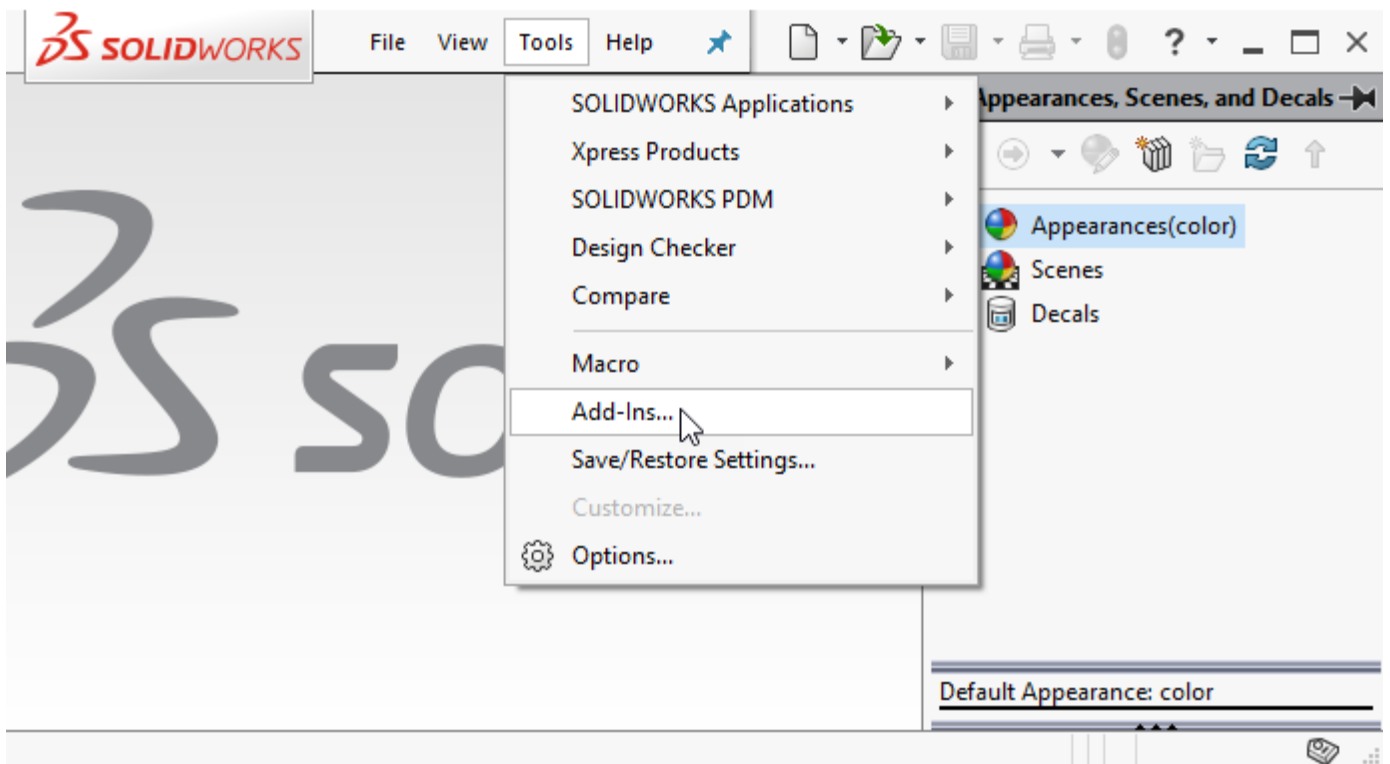 SOLIDWORKS File View Tools Help ?
SOLIDWORKS Applications
Xpress Products
SOLIDWORKS PDM
Design Checker
Compare
Macro
Add-Ins...
Save/Restore Settings...
Customize...
Options...
Appearances, Scenes, and Decals
Appearances(color)
Scenes
Decals
Default Appearance: color
SO